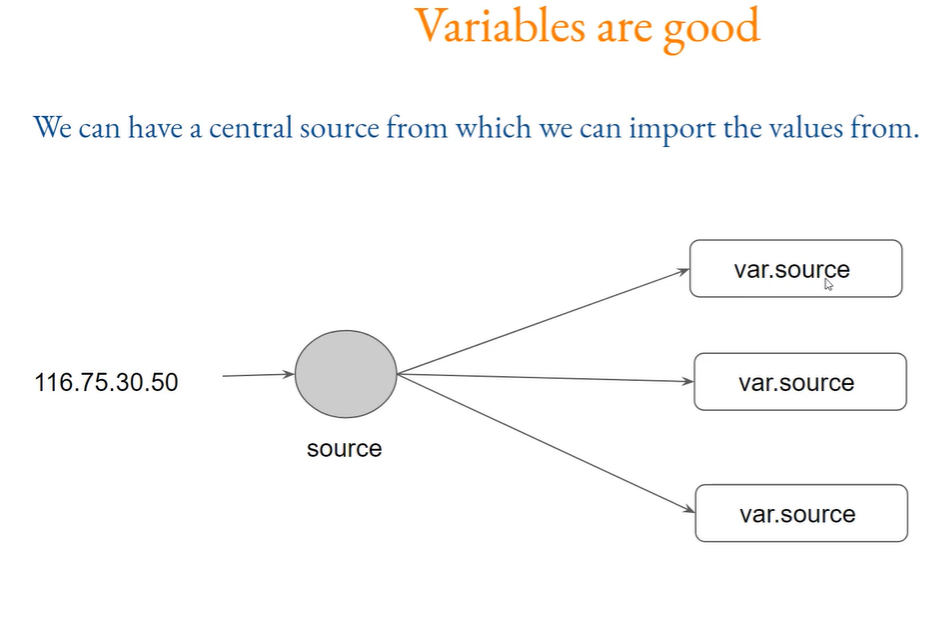 Variables are good
We can have a central source from which we can import the values from.
var.source
116.75.30.50
var.source
source
var.source